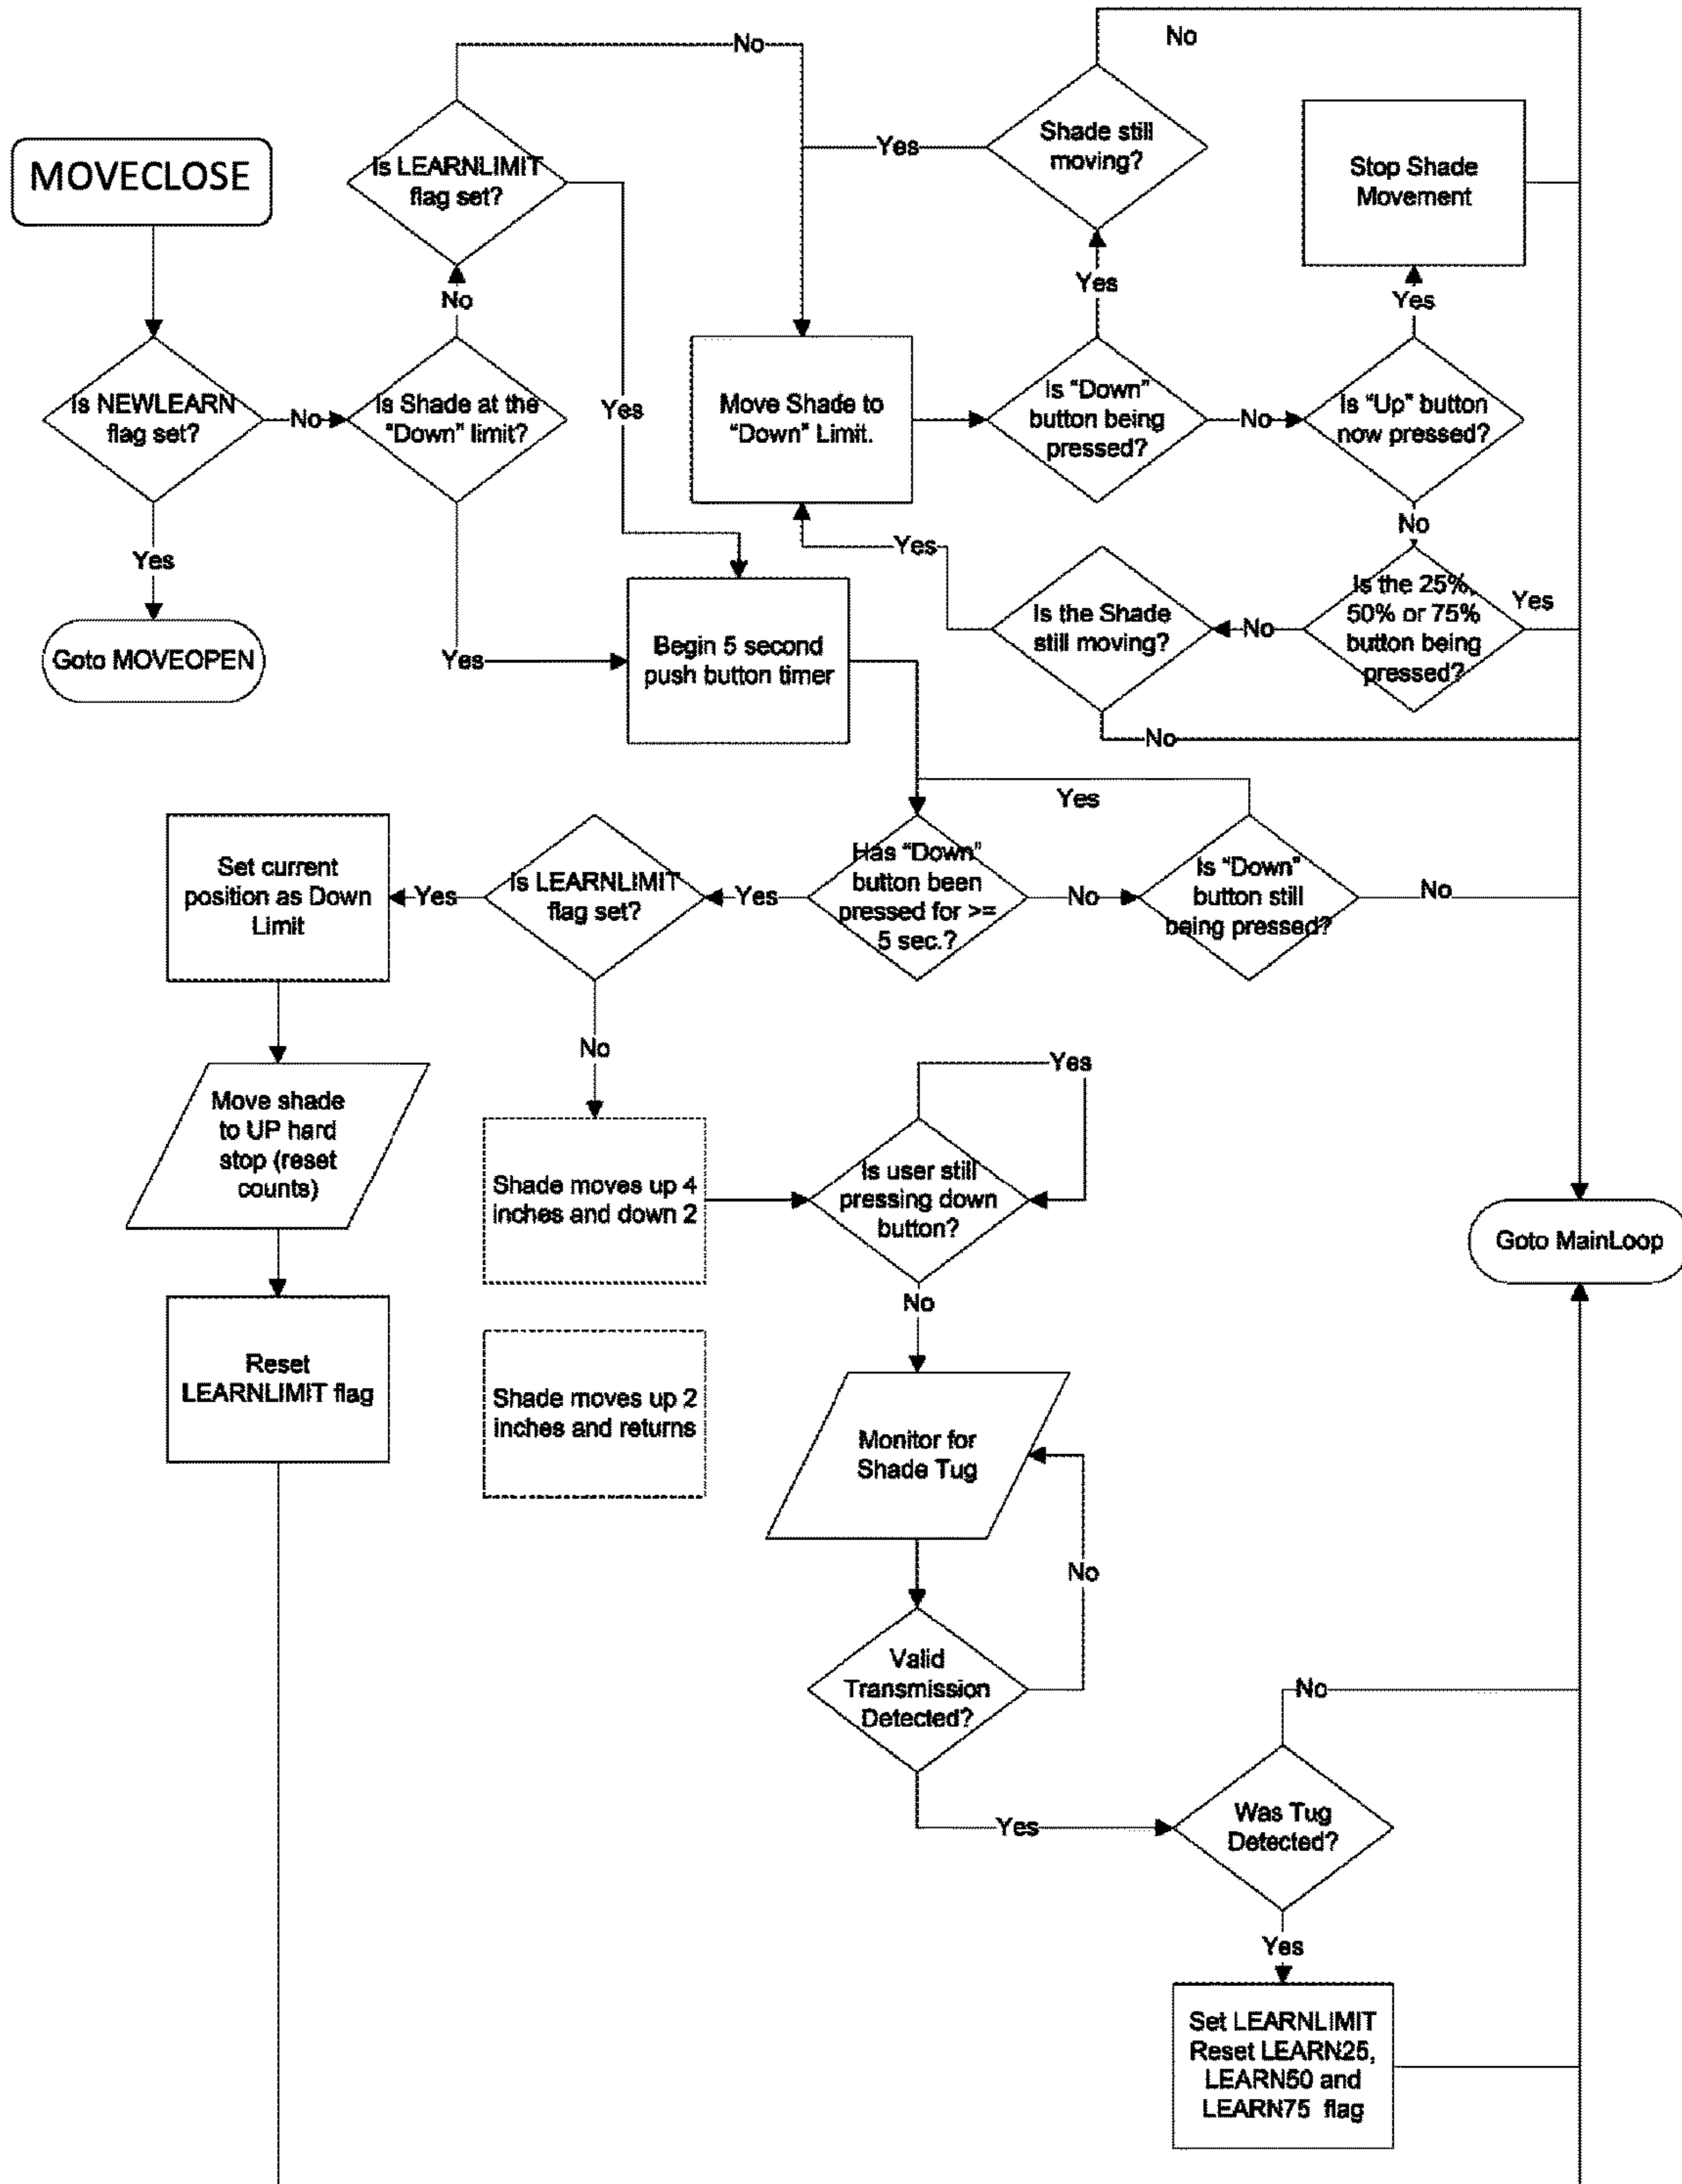 MOVECLOSE
Is NEWLEARN
flag set?
Yes
Goto MOVEOPEN
No
Is Shade at the
"Down" limit?
No
Is LEARNLIMIT
flag set?
No
Yes
Yes
Move Shade to
"Down" Limit.
Is "Down"
button being
pressed?
Yes
Shade still
moving?
Yes
No
No
Is “Up” button
now pressed?
Yes
Stop Shade
Movement
No
Is the 25%,
50% or 75%
button being
pressed?
Yes
No
Is the Shade
still moving?
Yes
No
Begin 5 second
push button timer
Has “Down”
button been
pressed for >=
5 sec.?
No
Is “Down”
button still
being pressed?
Yes
No
Yes
Is LEARNLIMIT
flag set?
Yes
Set current
position as Down
Limit
Move shade
to UP hard
stop (reset
counts)
Reset
LEARNLIMIT flag
No
Shade moves up 4
inches and down 2
Shade moves up 2
inches and returns
Is user still
pressing down
button?
Yes
No
Monitor for
Shade Tug
Valid
Transmission
Detected?
No
Yes
Was Tug
Detected?
No
Yes
Set LEARNLIMIT
Reset LEARN25,
LEARN50 and
LEARN75 flag
Goto MainLoop